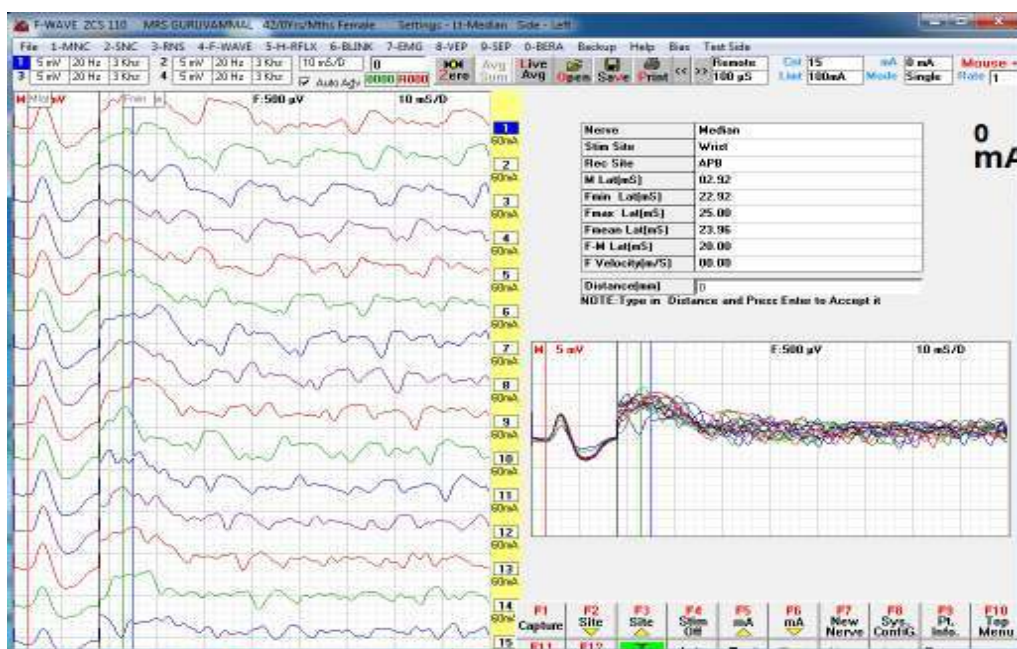 F-WAVE ZCS 110 MRS GURUVAMMAL 42/0Yrs/Mths Female Settings - Lt-Median Side - Left
File 1-MNC 2-SNC 3-RNS 4-F-WAVE 5-H-RFLX 6-BLINK 7-EMG 8-VEP 9-SEP 0-BERA Backup Help Bias Test Side
1 5 mV 20 Hz 3 Khz 2 5 mV 20 Hz 3 Khz 10 mS/D 0 Zero Avg Sum Live Avg Open Save Print << >> Remote 100 µS Cnt 15 Limt 100mA mA 0 mA Mode Single Mouse Rate 1
3 5 mV 20 Hz 3 Khz 4 5 mV 20 Hz 3 Khz Auto Adv 0000 R000
M Fmin F:500 µV 10 mS/D
1
60mA
2
60mA
3
60mA
4
60mA
5
60mA
6
60mA
7
60mA
8
60mA
9
60mA
10
60mA
11
60mA
12
60mA
13
60mA
14
60mA
15
0
mA
Nerve Median
Stim Site Wrist
Rec Site APB
M Lat(mS) 02.92
Fmin Lat(mS) 22.92
Fmax Lat(mS) 25.00
Fmean Lat(mS) 23.96
F-M Lat(mS) 20.00
F Velocity(m/S) 00.00
Distance(mm) 0
NOTE:Type in Distance and Press Enter to Accept it
M 5 mV F:500 µV 10 mS/D
F1 F2 F3 F4 F5 F6 F7 F8 F9 F10
Capture Site Site Stim Off mA mA New Nerve Sys. ConfiG. Pt. Info. Top Menu
F11 F12